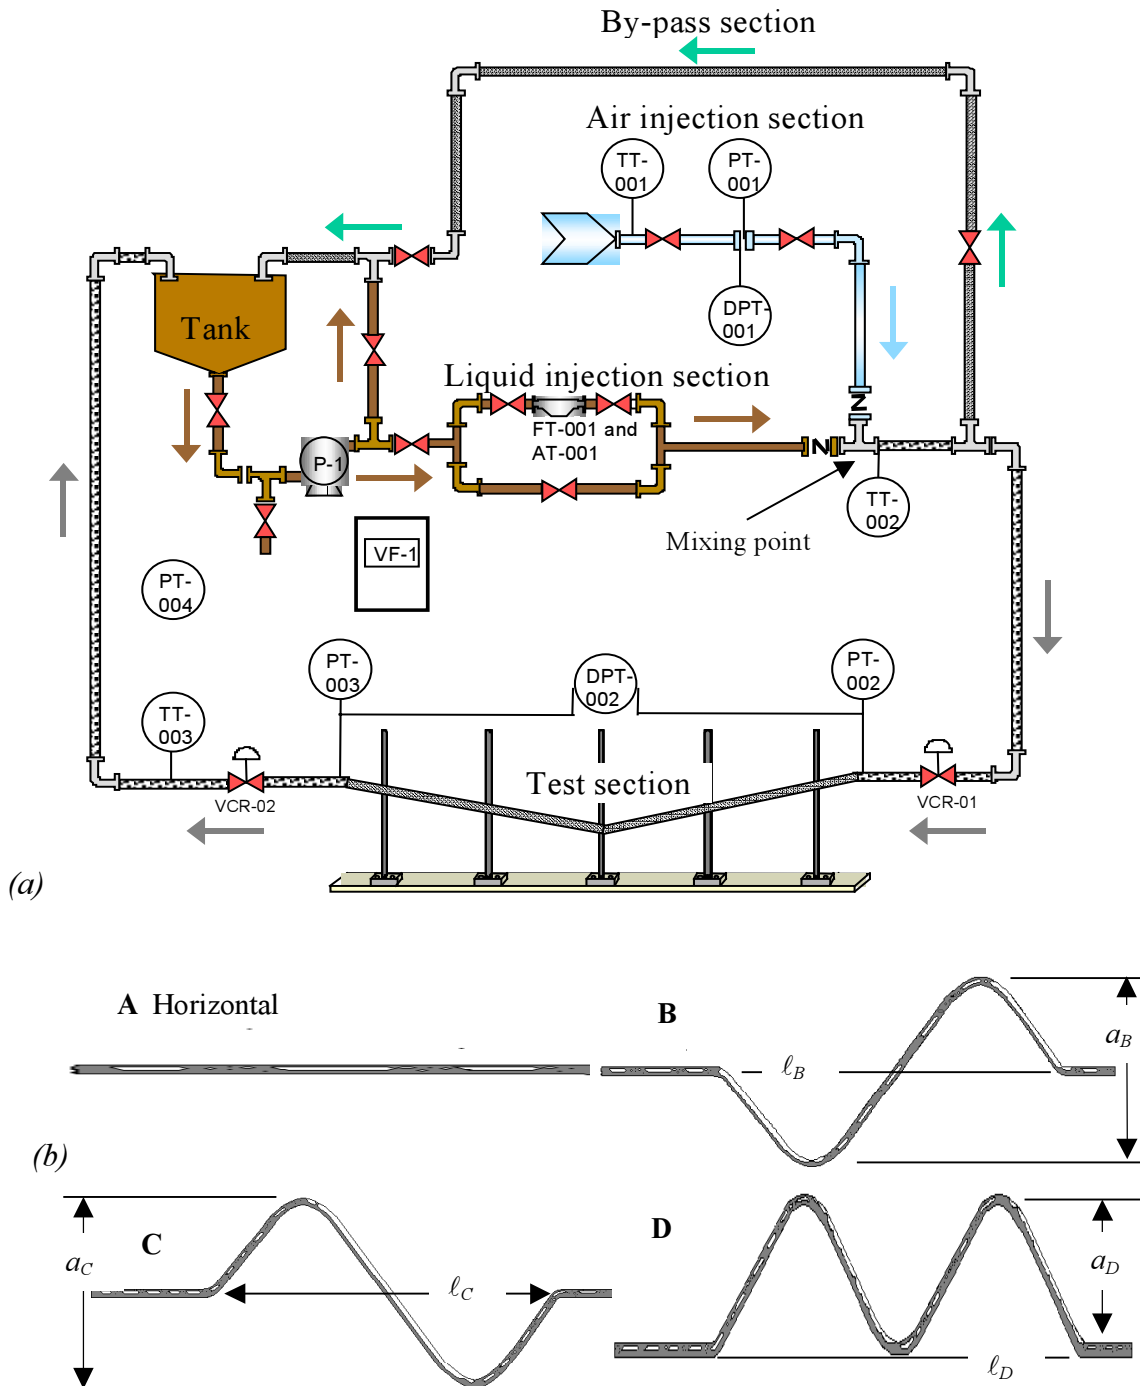 By-pass section
Air injection section
TT-
001
PT-
001
DPT-
001
Tank
Liquid injection section
FT-001 and
AT-001
P-1
N
N
TT-
002
Mixing point
VF-1
PT-
004
PT-
003
DPT-
002
PT-
002
TT-
003
Test section
VCR-02
VCR-01
(a)
A Horizontal
B
ℓB
aB
(b)
C
aC
ℓC
D
aD
ℓD